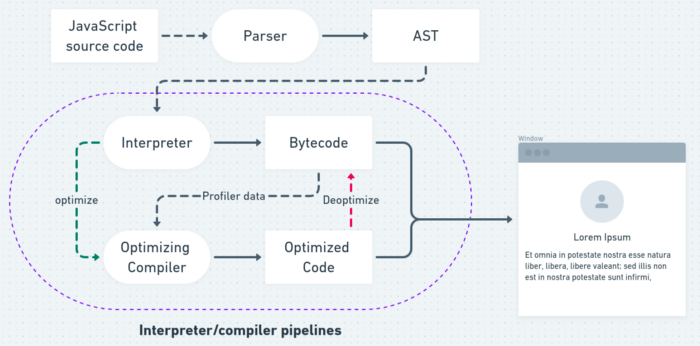 JavaScript
source code
Parser
AST
Interpreter
Bytecode
optimize
Profiler data
Deoptimize
Optimizing
Compiler
Optimized
Code
Interpreter/compiler pipelines
Window
Lorem Ipsum
Et omnia in potestate nostra esse natura
liber, libera, libere valeant; sed illis non
est in nostra potestate sunt infirmi,